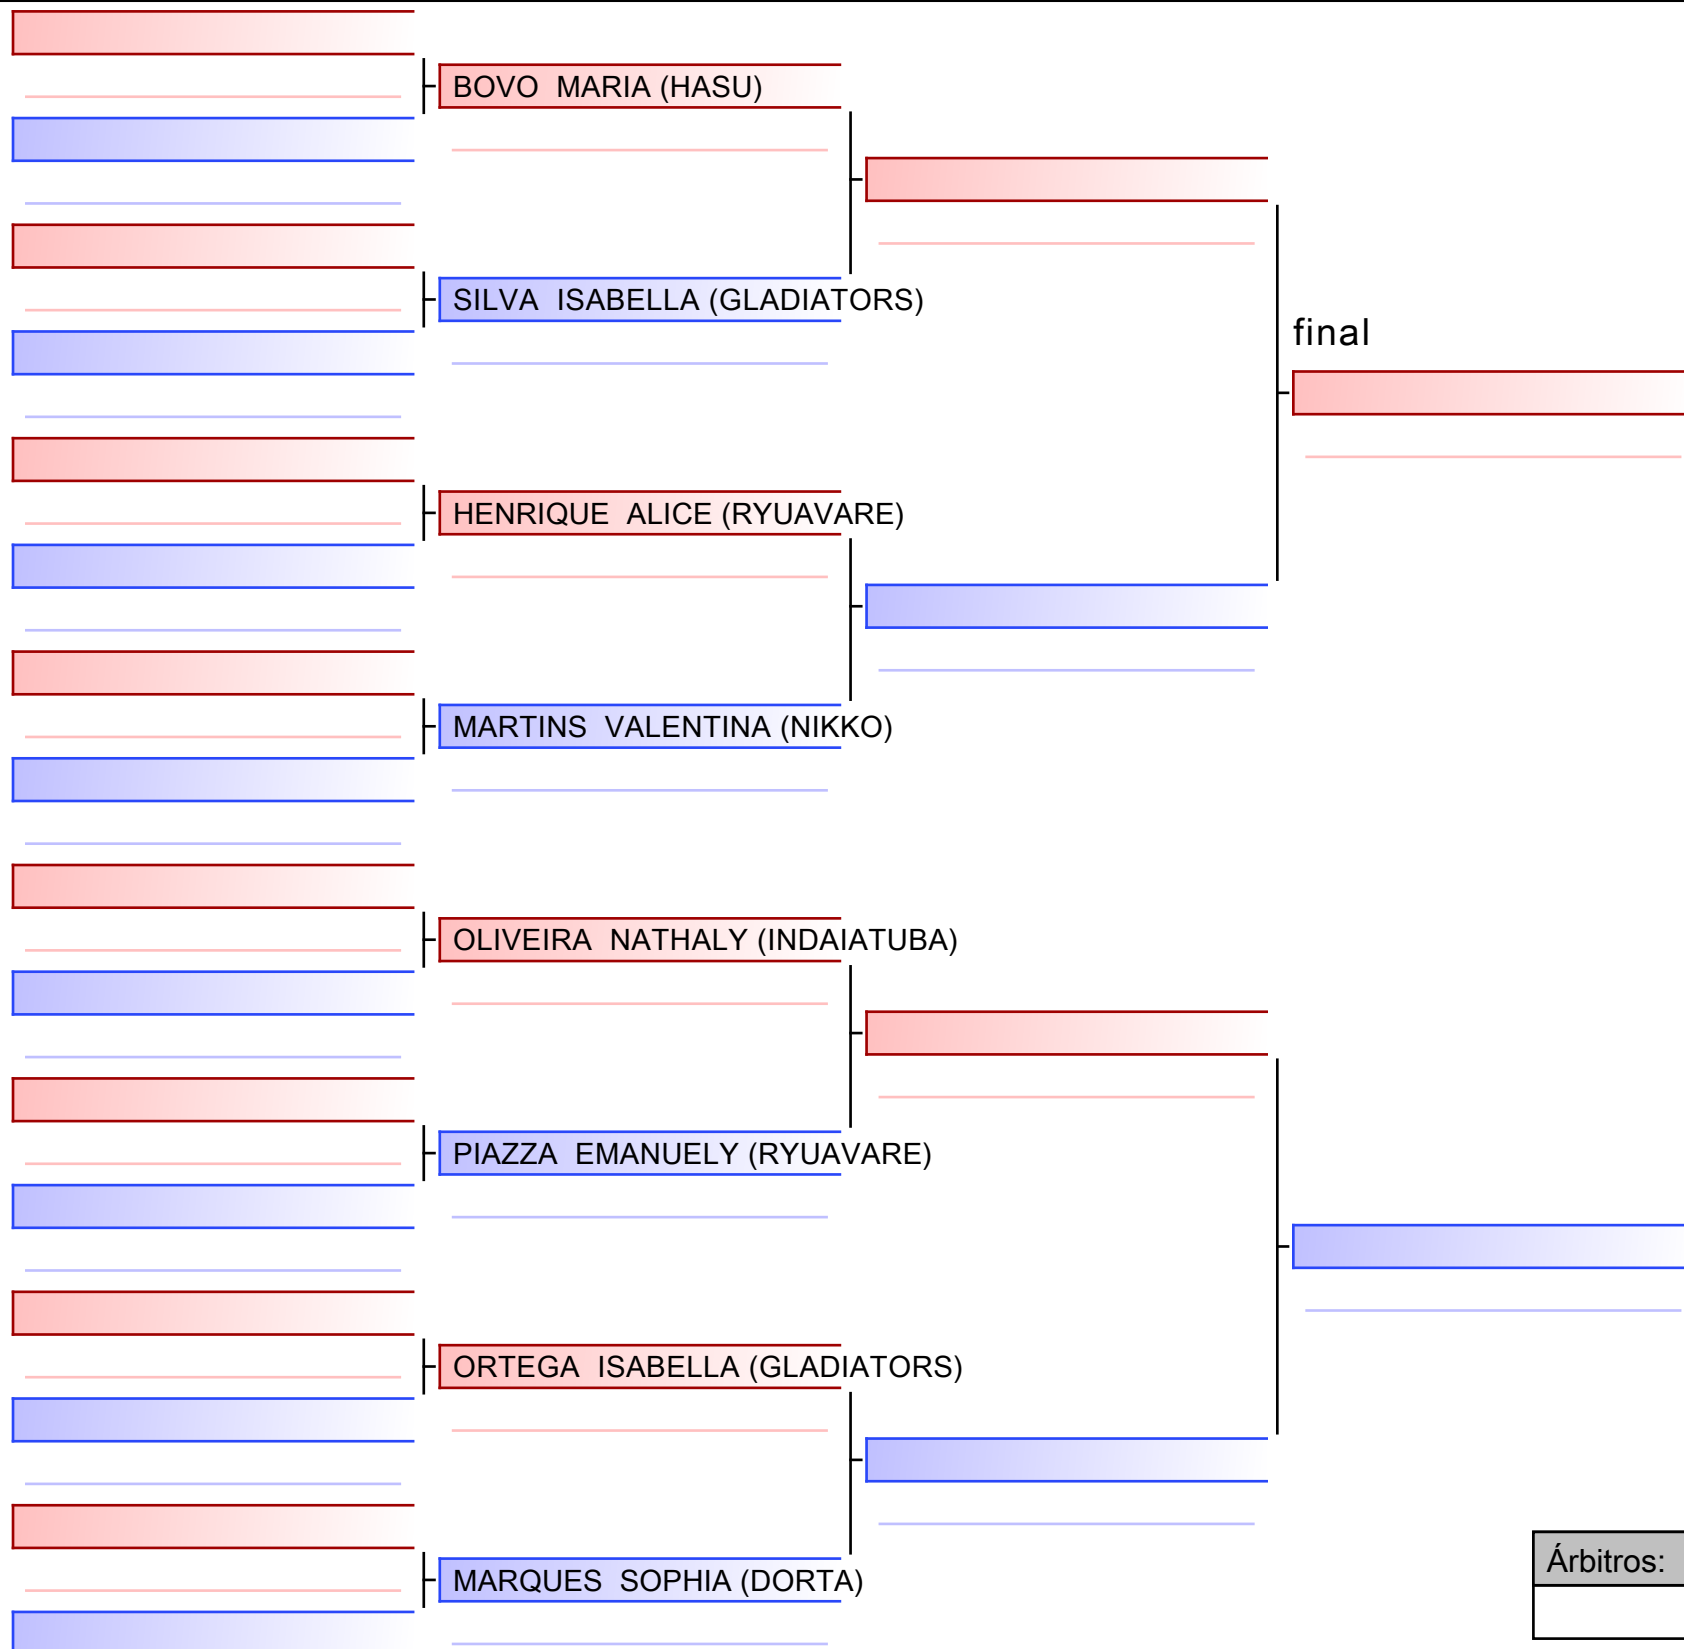 BOVO  MARIA (HASU)
SILVA  ISABELLA (GLADIATORS)
final
HENRIQUE  ALICE (RYUAVARE)
MARTINS  VALENTINA (NIKKO)
OLIVEIRA  NATHALY (INDAIATUBA)
PIAZZA  EMANUELY (RYUAVARE)
ORTEGA  ISABELLA (GLADIATORS)
MARQUES  SOPHIA (DORTA)
Árbitros: